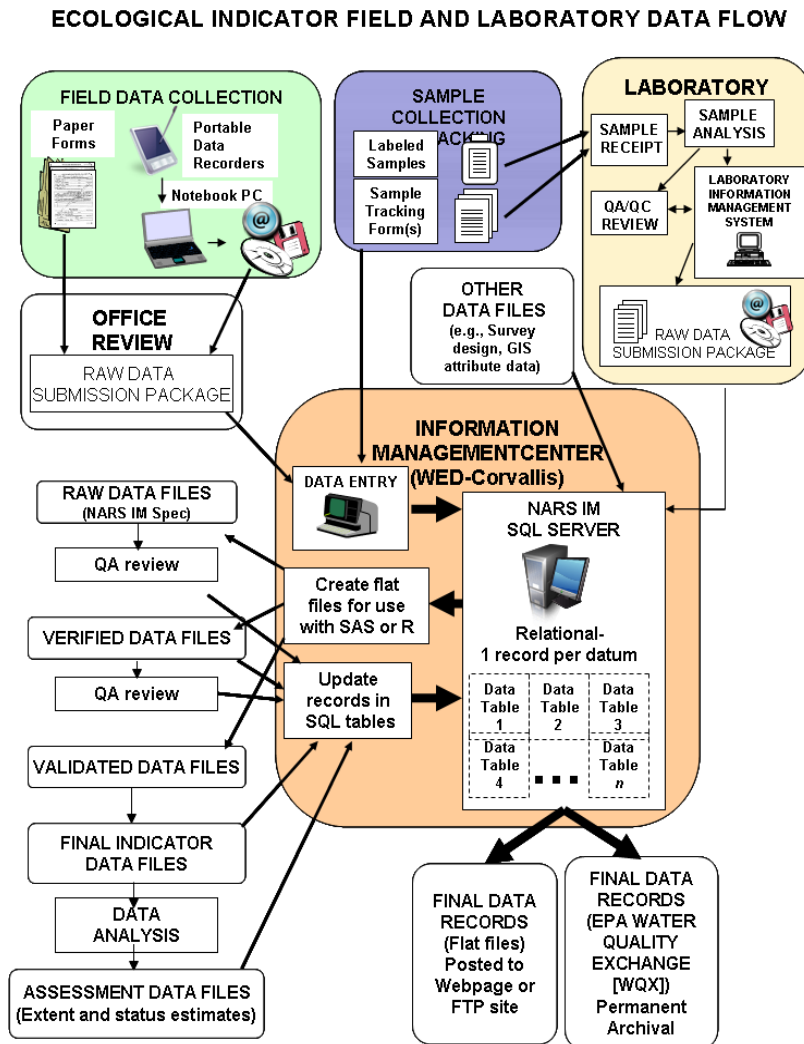 ECOLOGICAL INDICATOR FIELD AND LABORATORY DATA FLOW
FIELD DATA COLLECTION
Paper
Forms
Portable
Data
Recorders
Notebook PC
SAMPLE
COLLECTION
TRACKING
Labeled
Samples
Sample
Tracking
Form(s)
LABORATORY
SAMPLE
RECEIPT
SAMPLE
ANALYSIS
QA/QC
REVIEW
LABORATORY
INFORMATION
MANAGEMENT
SYSTEM
RAW DATA
SUBMISSION PACKAGE
OFFICE
REVIEW
RAW DATA
SUBMISSION PACKAGE
OTHER
DATA FILES
(e.g., Survey
design, GIS
attribute data)
INFORMATION
MANAGEMENTCENTER
(WED-Corvallis)
DATA ENTRY
NARS IM
SQL SERVER
Relational-
1 record per datum
Data
Table
1
Data
Table
2
Data
Table
3
Data
Table
4
...
Data
Table
n
Create flat
files for use
with SAS or R
Update
records in
SQL tables
RAW DATA FILES
(NARS IM Spec)
QA review
VERIFIED DATA FILES
QA review
VALIDATED DATA FILES
FINAL INDICATOR
DATA FILES
DATA
ANALYSIS
ASSESSMENT DATA FILES
(Extent and status estimates)
FINAL DATA
RECORDS
(Flat files)
Posted to
Webpage or
FTP site
FINAL DATA
RECORDS
(EPA WATER
QUALITY
EXCHANGE
[WQX])
Permanent
Archival